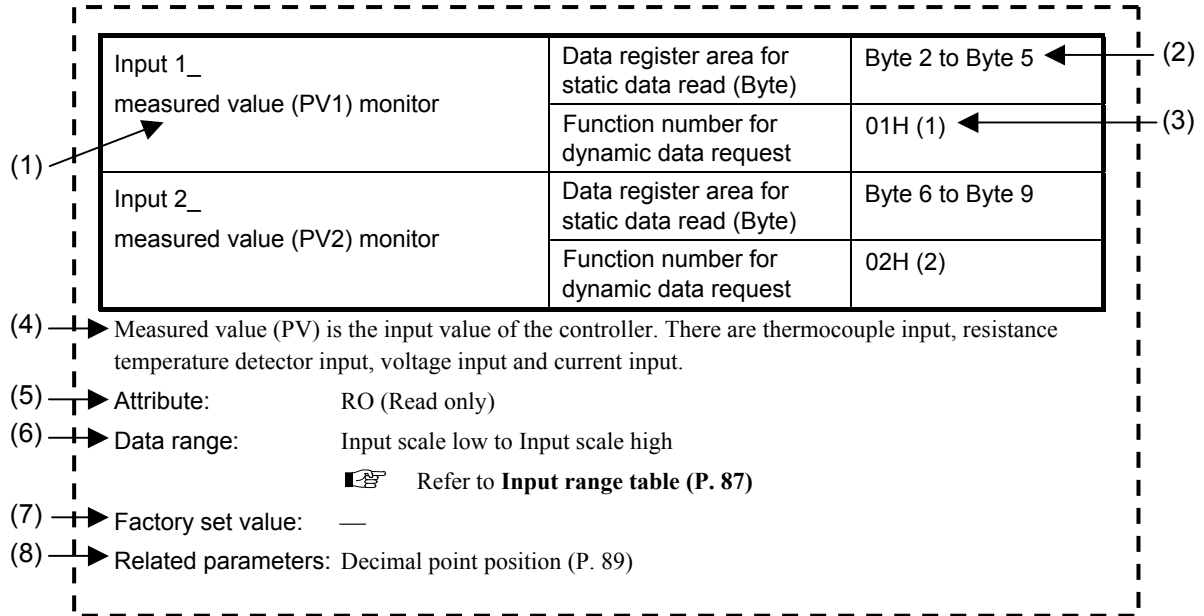 Input 1_
measured value (PV1) monitor
Data register area for
static data read (Byte)
Byte 2 to Byte 5
(2)
Function number for
dynamic data request
01H (1)
(3)
(1)
Input 2_
measured value (PV2) monitor
Data register area for
static data read (Byte)
Byte 6 to Byte 9
Function number for
dynamic data request
02H (2)
(4) Measured value (PV) is the input value of the controller. There are thermocouple input, resistance
temperature detector input, voltage input and current input.
(5) Attribute: RO (Read only)
(6) Data range: Input scale low to Input scale high
Refer to Input range table (P. 87)
(7) Factory set value: —
(8) Related parameters: Decimal point position (P. 89)